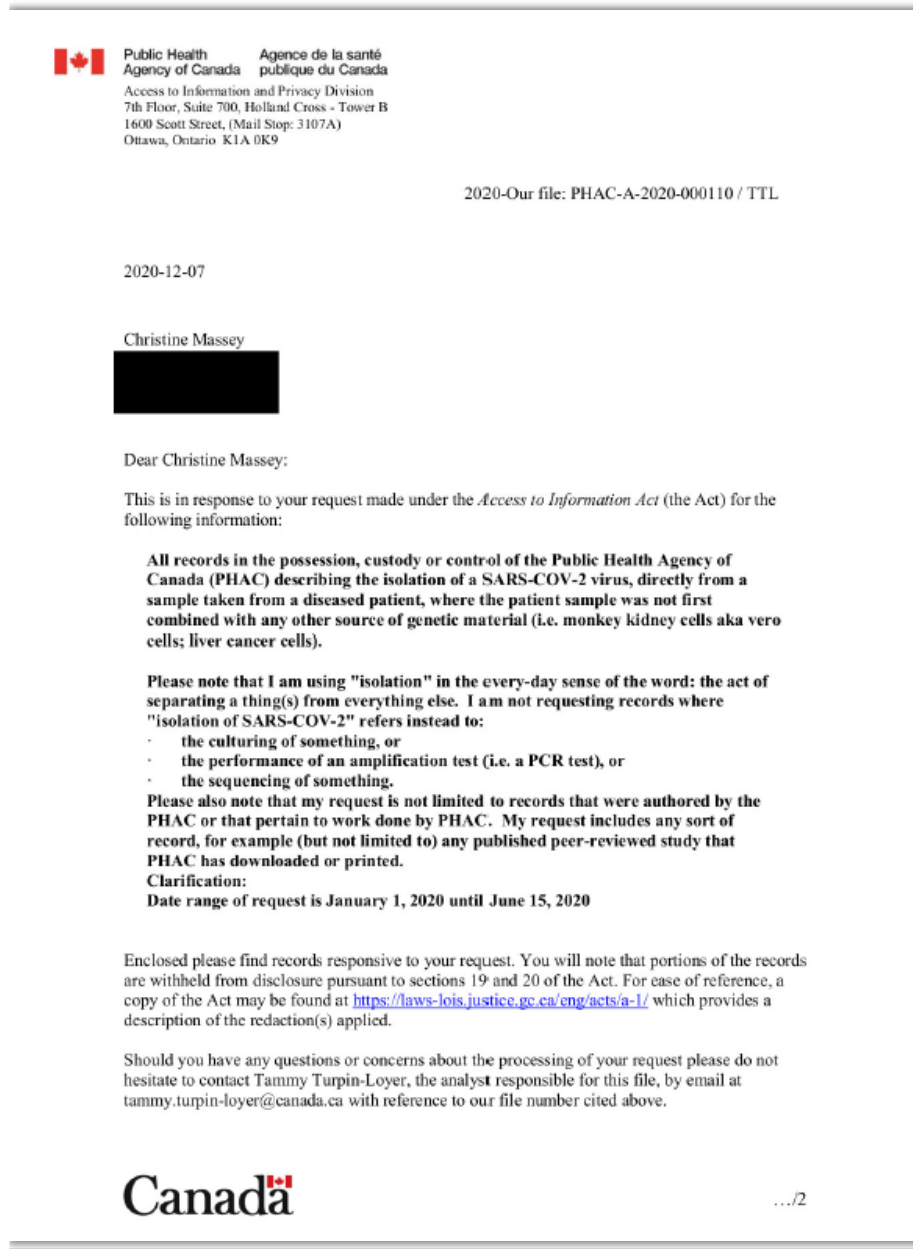 Public Health Agence de la santé
Agency of Canada publique du Canada
Access to Information and Privacy Division
7th Floor, Suite 700, Holland Cross - Tower B
1600 Scott Street, (Mail Stop: 3107A)
Ottawa, Ontario K1A 0K9
2020-Our file: PHAC-A-2020-000110 / TTL
2020-12-07
Christine Massey
Dear Christine Massey:
This is in response to your request made under the Access to Information Act (the Act) for the
following information:
All records in the possession, custody or control of the Public Health Agency of
Canada (PHAC) describing the isolation of a SARS-COV-2 virus, directly from a
sample taken from a diseased patient, where the patient sample was not first
combined with any other source of genetic material (i.e. monkey kidney cells aka vero
cells; liver cancer cells).
Please note that I am using "isolation" in the every-day sense of the word: the act of
separating a thing(s) from everything else. I am not requesting records where
"isolation of SARS-COV-2" refers instead to:
· the culturing of something, or
· the performance of an amplification test (i.e. a PCR test), or
· the sequencing of something.
Please also note that my request is not limited to records that were authored by the
PHAC or that pertain to work done by PHAC. My request includes any sort of
record, for example (but not limited to) any published peer-reviewed study that
PHAC has downloaded or printed.
Clarification:
Date range of request is January 1, 2020 until June 15, 2020
Enclosed please find records responsive to your request. You will note that portions of the records
are withheld from disclosure pursuant to sections 19 and 20 of the Act. For ease of reference, a
copy of the Act may be found at https://laws-lois.justice.gc.ca/eng/acts/a-1/ which provides a
description of the redaction(s) applied.
Should you have any questions or concerns about the processing of your request please do not
hesitate to contact Tammy Turpin-Loyer, the analyst responsible for this file, by email at
tammy.turpin-loyer@canada.ca with reference to our file number cited above.
Canada
…/2